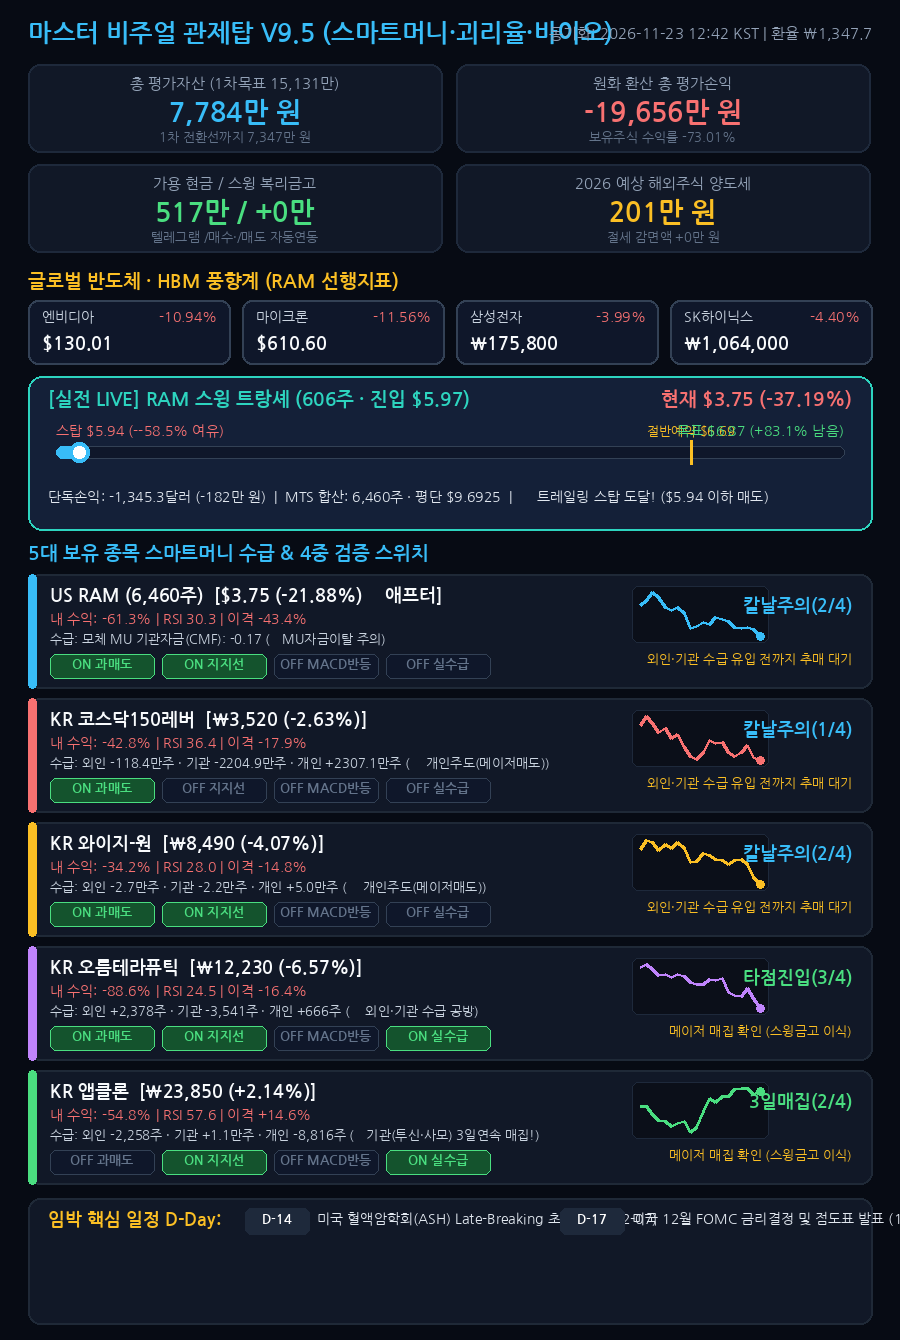 마스터 비주얼 관제탑 V9.5 (스마트머니·괴리율·바이오)
2026-11-23 12:42 KST | 환율 ₩1,347.7
총 평가자산 (1차목표 15,131만)
7,784만 원
1차 전환선까지 7,347만 원
원화 환산 총 평가손익
-19,656만 원
보유주식 수익률 -73.01%
가용 현금 / 스윙 복리금고
517만 / +0만
텔레그램 /매수·/매도 자동연동
2026 예상 해외주식 양도세
201만 원
절세 감면액 +0만 원
글로벌 반도체 · HBM 풍향계 (RAM 선행지표)
엔비디아 -10.94%
$130.01
마이크론 -11.56%
$610.60
삼성전자 -3.99%
₩175,800
SK하이닉스 -4.40%
₩1,064,000
[실전 LIVE] RAM 스윙 트랑셰 (606주 · 진입 $5.97)
현재 $3.75 (-37.19%)
스탑 $5.94 (--58.5% 여유)
(+83.1% 남음)
단독손익: -1,345.3달러 (-182만 원) | MTS 합산: 6,460주 · 평단 $9.6925 | 트레일링 스탑 도달! ($5.94 이하 매도)
5대 보유 종목 스마트머니 수급 & 4중 검증 스위치
US RAM (6,460주) [$3.75 (-21.88%) 애프터]
칼날주의(2/4)
내 수익: -61.3% | RSI 30.3 | 이격 -43.4%
수급: 모체 MU 기관자금(CMF): -0.17 ( MU자금이탈 주의)
외인·기관 수급 유입 전까지 추매 대기
ON 과매도 ON 지지선 OFF MACD반등 OFF 실수급
KR 코스닥150레버 [₩3,520 (-2.63%)]
칼날주의(1/4)
내 수익: -42.8% | RSI 36.4 | 이격 -17.9%
수급: 외인 -118.4만주 · 기관 -2204.9만주 · 개인 +2307.1만주 ( 개인주도(메이저매도))
외인·기관 수급 유입 전까지 추매 대기
ON 과매도 OFF 지지선 OFF MACD반등 OFF 실수급
KR 와이지-원 [₩8,490 (-4.07%)]
칼날주의(2/4)
내 수익: -34.2% | RSI 28.0 | 이격 -14.8%
수급: 외인 -2.7만주 · 기관 -2.2만주 · 개인 +5.0만주 ( 개인주도(메이저매도))
외인·기관 수급 유입 전까지 추매 대기
ON 과매도 ON 지지선 OFF MACD반등 OFF 실수급
KR 오름테라퓨틱 [₩12,230 (-6.57%)]
타점진입(3/4)
내 수익: -88.6% | RSI 24.5 | 이격 -16.4%
수급: 외인 +2,378주 · 기관 -3,541주 · 개인 +666주 ( 외인·기관 수급 공방)
메이저 매집 확인 (스윙금고 이식)
ON 과매도 ON 지지선 OFF MACD반등 ON 실수급
KR 앱클론 [₩23,850 (+2.14%)]
3일매집(2/4)
내 수익: -54.8% | RSI 57.6 | 이격 +14.6%
수급: 외인 -2,258주 · 기관 +1.1만주 · 개인 -8,816주 ( 기관(투신·사모) 3일연속 매집!)
메이저 매집 확인 (스윙금고 이식)
OFF 과매도 ON 지지선 OFF MACD반등 ON 실수급
임박 핵심 일정 D-Day:
D-14 미국 혈액암학회(ASH) Late-Breaking 초
D-17 12월 FOMC 금리결정 및 점도표 발표